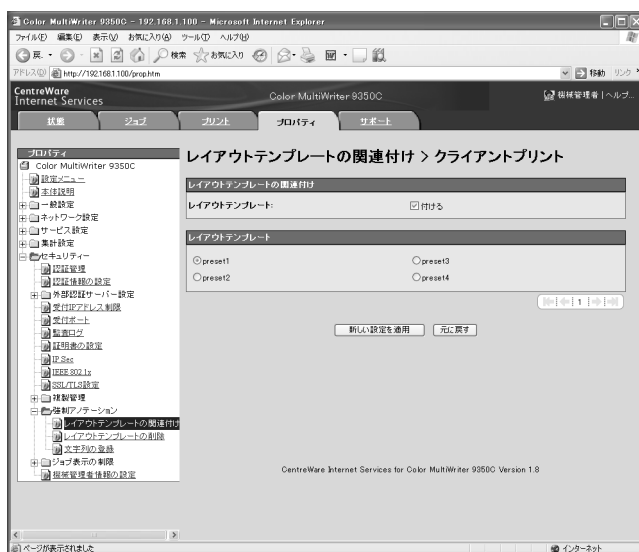 Color MultiWriter 9350C - 192.168.1.100 - Microsoft Internet Explorer
ファイル(F) 編集(E) 表示(V) お気に入り(A) ツール(T) ヘルプ(H)
戻る 検索 お気に入り
アドレス(D) http://192.168.1.100/prop.htm 移動 リンク
CentreWare
Internet Services
Color MultiWriter 9350C
機械管理者 | ヘルプ...
状態 ジョブ プリント プロパティ サポート
プロパティ
Color MultiWriter 9350C
設定メニュー
本体説明
一般設定
ネットワーク設定
サービス設定
集計設定
セキュリティー
認証管理
認証情報の設定
外部認証サーバー設定
受付IPアドレス制限
受付ポート
監査ログ
証明書の設定
IP Sec
IEEE 802.1x
SSL/TLS設定
複製管理
強制アノテーション
レイアウトテンプレートの関連付け
レイアウトテンプレートの削除
文字列の登録
ジョブ表示の制限
機械管理者情報の設定
レイアウトテンプレートの関連付け > クライアントプリント
レイアウトテンプレートの関連付け
レイアウトテンプレート: 付ける
レイアウトテンプレート
preset1 preset3
preset2 preset4
1
新しい設定を適用 元に戻す
CentreWare Internet Services for Color MultiWriter 9350C Version 1.8
ページが表示されました インターネット